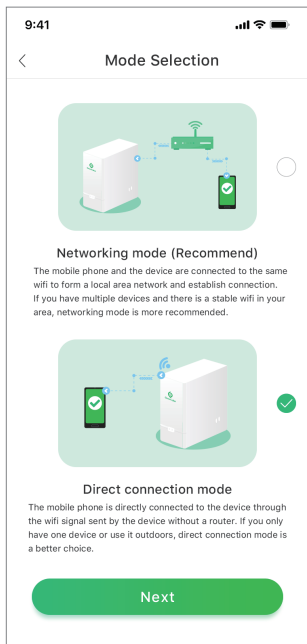 9:41
Mode Selection
Networking mode (Recommend)
The mobile phone and the device are connected to the same
wifi to form a local area network and establish connection.
If you have multiple devices and there is a stable wifi in your
area, networking mode is more recommended.
Direct connection mode
The mobile phone is directly connected to the device through
the wifi signal sent by the device without a router. If you only
have one device or use it outdoors, direct connection mode is
a better choice.
Next